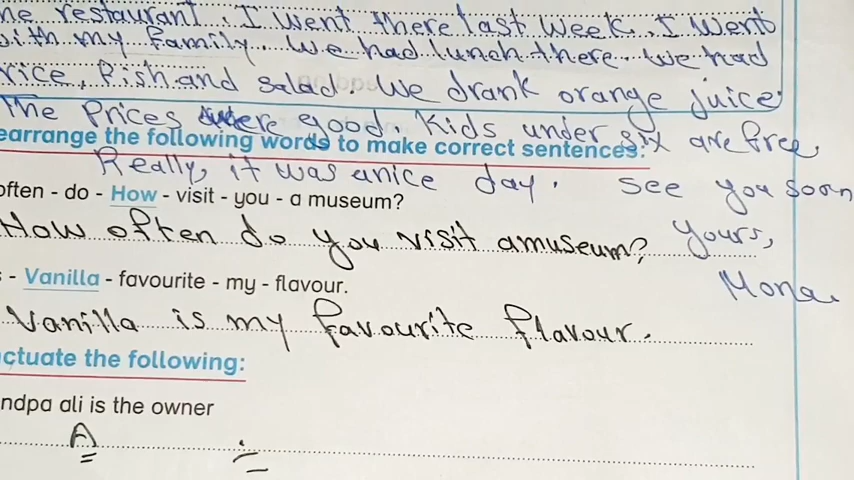 he restaurant. I went there last week. I went
with my family. We had lunch there. We had
rice, Fish and salad We drank orange juice
The Prices were good. Kids under six are free,
earrange the following words to make correct sentences:
Really, it was a nice day. See you soon
often - do - How - visit - you - a museum?
How often do you visit amuseum?
Yours,
s - Vanilla - favourite - my - flavour.
Mona.
Vanilla is my favourite flavour.
nctuate the following:
ndpa ali is the owner
A .